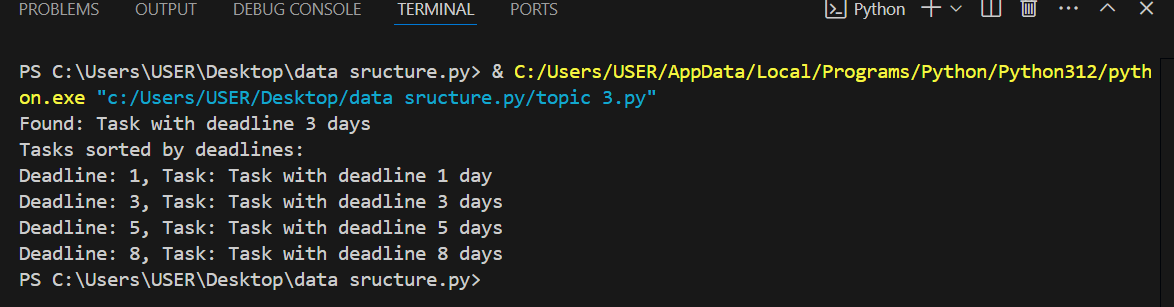 PROBLEMS OUTPUT DEBUG CONSOLE TERMINAL PORTS Python
PS C:\Users\USER\Desktop\data sructure.py> & C:/Users/USER/AppData/Local/Programs/Python/Python312/pyth
on.exe "c:/Users/USER/Desktop/data sructure.py/topic 3.py"
Found: Task with deadline 3 days
Tasks sorted by deadlines:
Deadline: 1, Task: Task with deadline 1 day
Deadline: 3, Task: Task with deadline 3 days
Deadline: 5, Task: Task with deadline 5 days
Deadline: 8, Task: Task with deadline 8 days
PS C:\Users\USER\Desktop\data sructure.py>